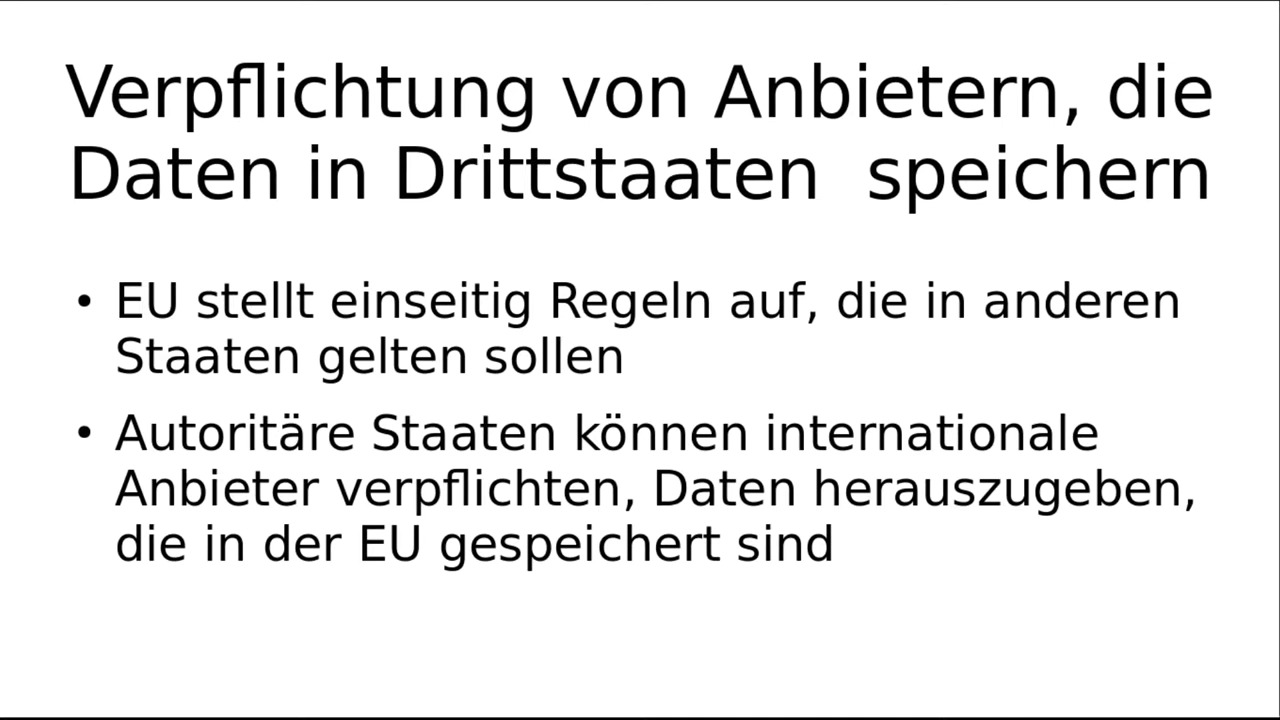 Verpflichtung von Anbietern, die
Daten in Drittstaaten  speichern
• EU stellt einseitig Regeln auf, die in anderen
Staaten gelten sollen
• Autoritäre Staaten können internationale
Anbieter verpflichten, Daten herauszugeben,
die in der EU gespeichert sind